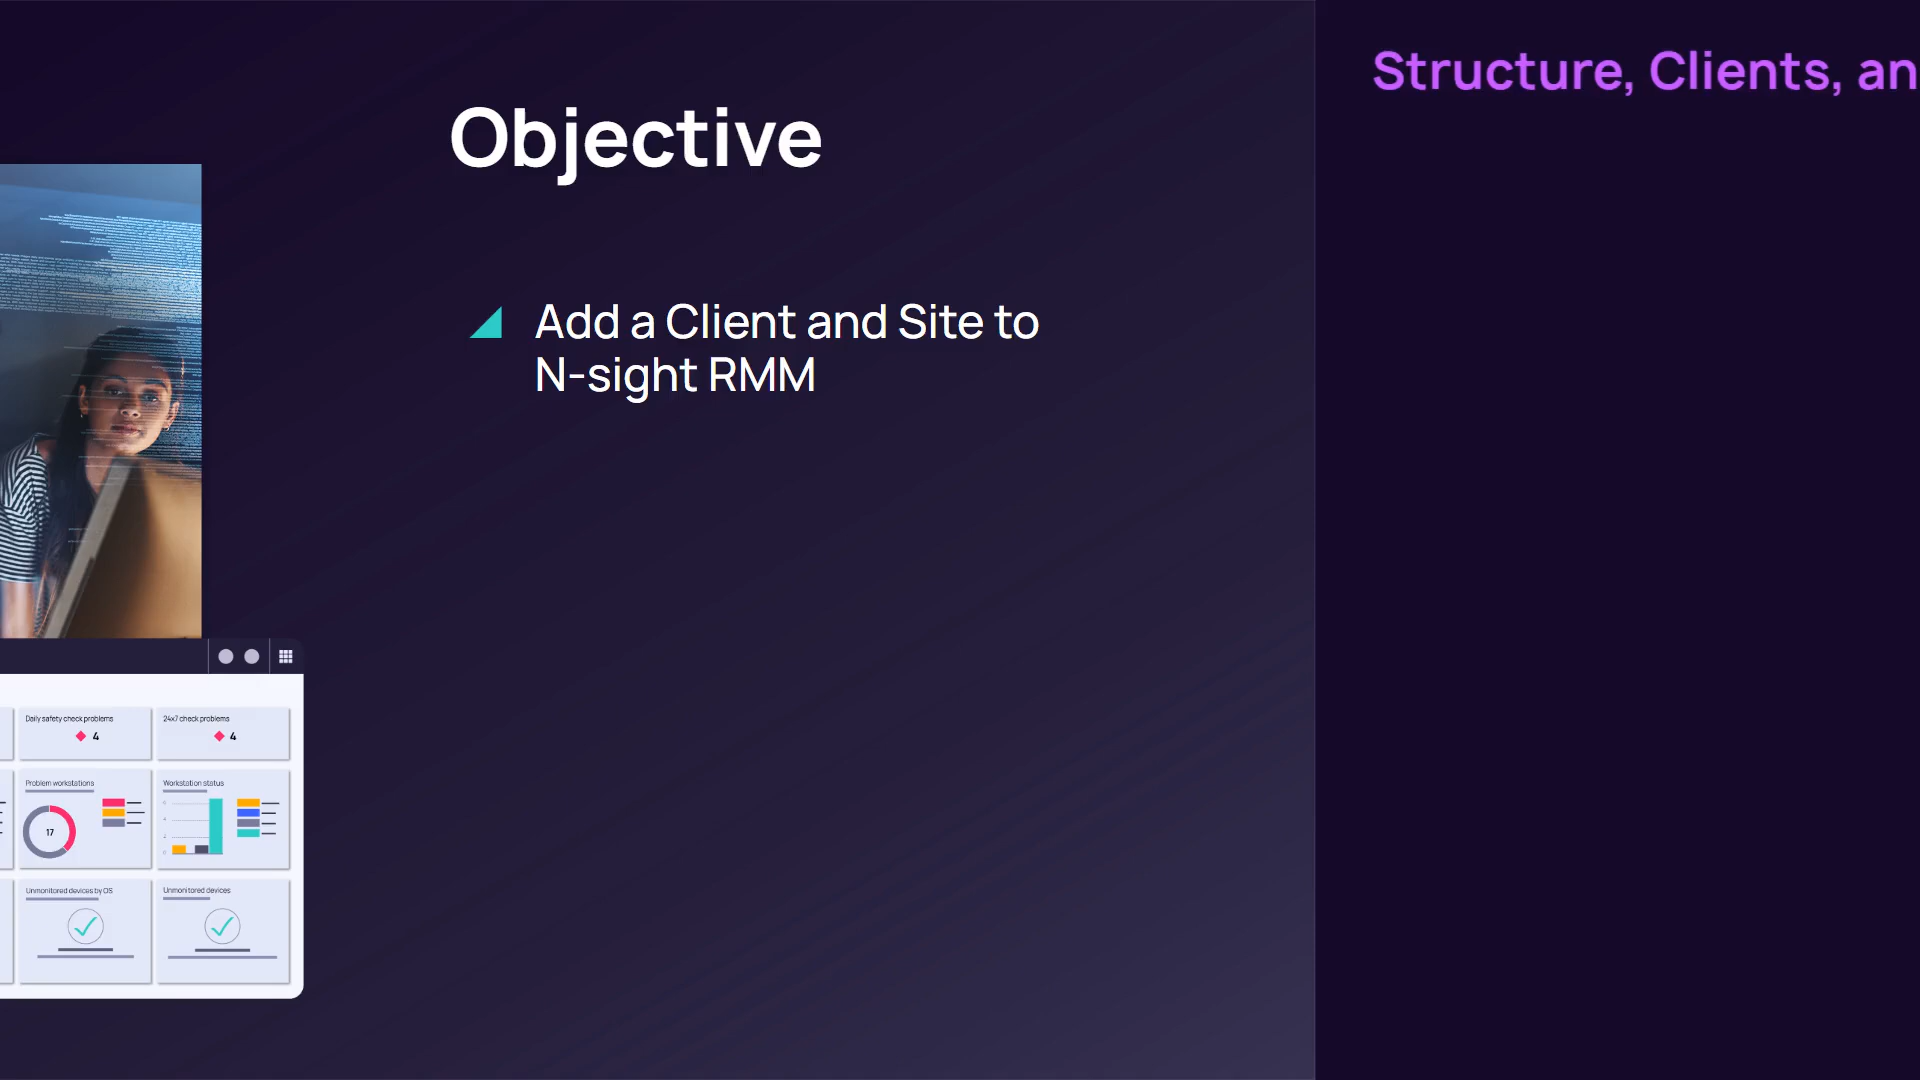 Structure, Clients, an
Objective
Add a Client and Site to
N-sight RMM
Daily safety check problems
4
24x7 check problems
4
Problem workstations
17
Workstation status
Unmonitored devices by OS
Unmonitored devices